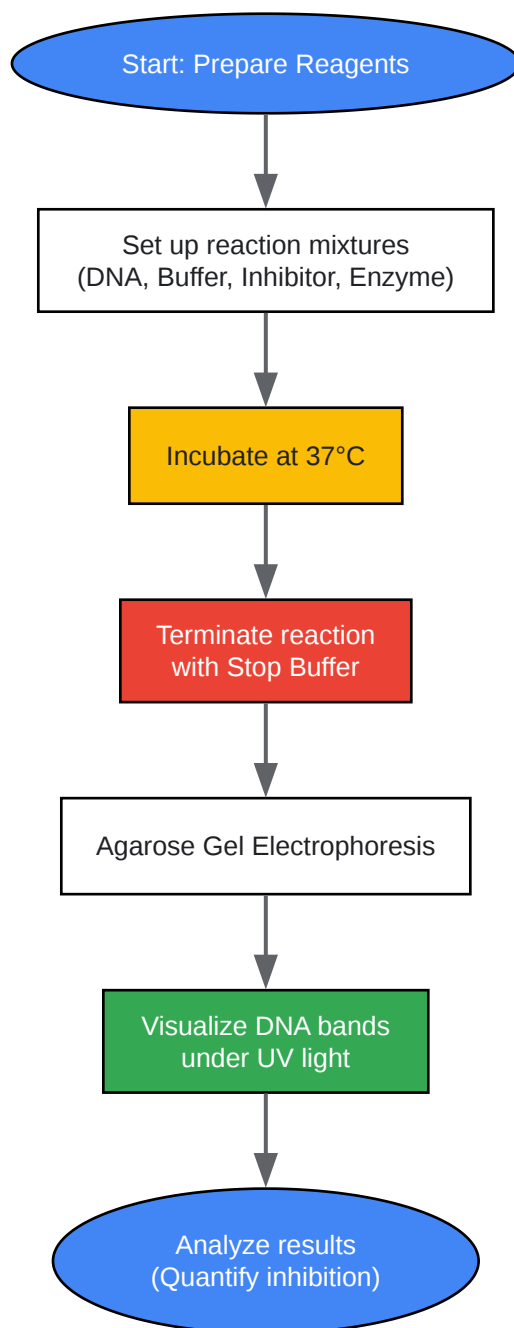 Start: Prepare Reagents
Set up reaction mixtures
(DNA, Buffer, Inhibitor, Enzyme)
Incubate at 37°C
Terminate reaction
with Stop Buffer
Agarose Gel Electrophoresis
Visualize DNA bands
under UV light
Analyze results
(Quantify inhibition)